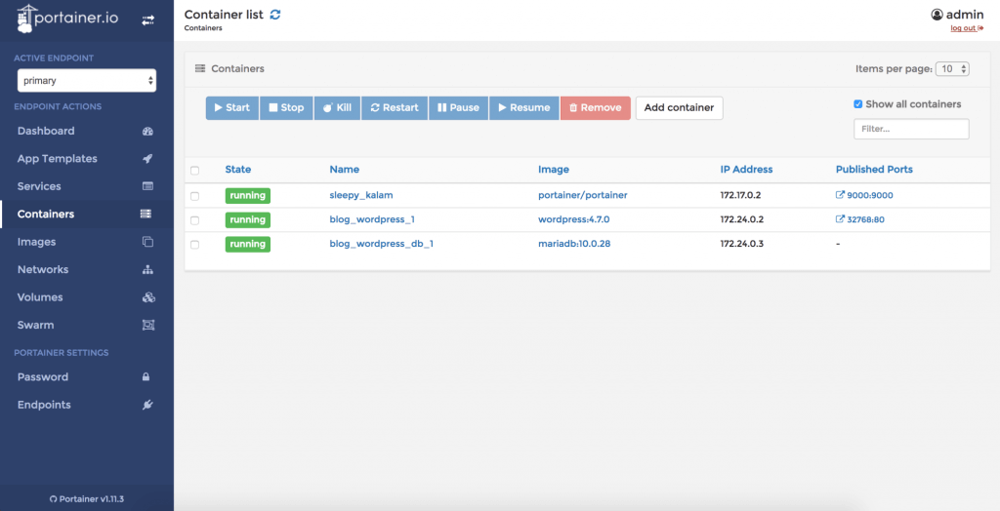 portainer.io
ACTIVE ENDPOINT
primary
ENDPOINT ACTIONS
Dashboard
App Templates
Services
Containers
Images
Networks
Volumes
Swarm
PORTAINER SETTINGS
Password
Endpoints
Portainer v1.11.3
Container list
Containers
admin
log out
Containers
Items per page: 10
Start Stop Kill Restart Pause Resume Remove Add container
Show all containers
Filter...
State Name Image IP Address Published Ports
running sleepy_kalam portainer/portainer 172.17.0.2 9000:9000
running blog_wordpress_1 wordpress:4.7.0 172.24.0.2 32768:80
running blog_wordpress_db_1 mariadb:10.0.28 172.24.0.3 -